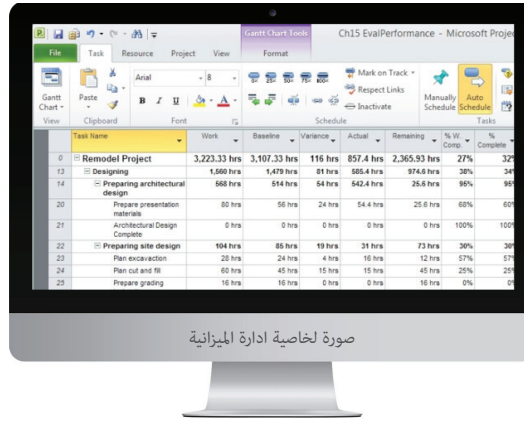 Gantt Chart Tools
Ch15 EvalPerformance - Microsoft Projec
File Task Resource Project View Format
Gantt Chart
Paste
Arial 8
B I U
0% 25% 50% 75% 100%
Mark on Track
Respect Links
Inactivate
Manually Schedule
Auto Schedule
View Clipboard Font Schedule Tasks
Task Name Work Baseline Variance Actual Remaining % W. Comp. % Complete
0 Remodel Project 3,223.33 hrs 3,107.33 hrs 116 hrs 857.4 hrs 2,365.93 hrs 27% 32%
13 Designing 1,560 hrs 1,479 hrs 81 hrs 585.4 hrs 974.6 hrs 38% 34%
14 Preparing architectural design 568 hrs 514 hrs 54 hrs 542.4 hrs 25.6 hrs 95% 95%
20 Prepare presentation materials 80 hrs 56 hrs 24 hrs 54.4 hrs 25.6 hrs 68% 60%
21 Architectural Design Complete 0 hrs 0 hrs 0 hrs 0 hrs 0 hrs 100% 100%
22 Preparing site design 104 hrs 85 hrs 19 hrs 31 hrs 73 hrs 30% 30%
23 Plan excavaction 28 hrs 24 hrs 4 hrs 16 hrs 12 hrs 57% 57%
24 Plan cut and fill 60 hrs 45 hrs 15 hrs 15 hrs 45 hrs 25% 25%
25 Prepare grading 16 hrs 16 hrs 0 hrs 0 hrs 16 hrs 0% 0%
صورة لخاصية ادارة الميزانية